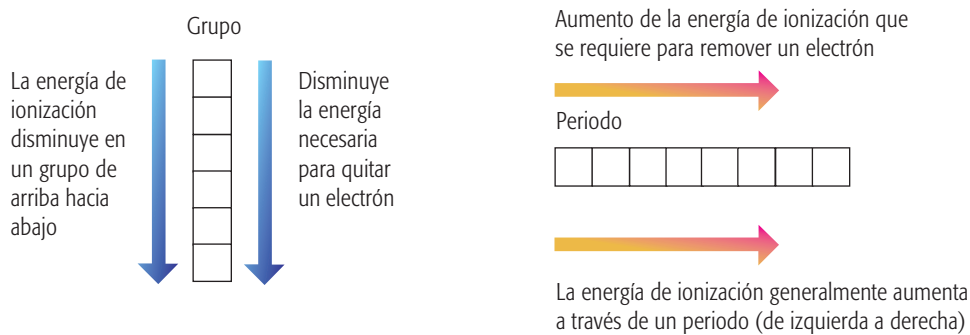 Grupo
La energía de
ionización
disminuye en
un grupo de
arriba hacia
abajo
Disminuye
la energía
necesaria
para quitar
un electrón
Aumento de la energía de ionización que
se requiere para remover un electrón
Periodo
La energía de ionización generalmente aumenta
a través de un periodo (de izquierda a derecha)